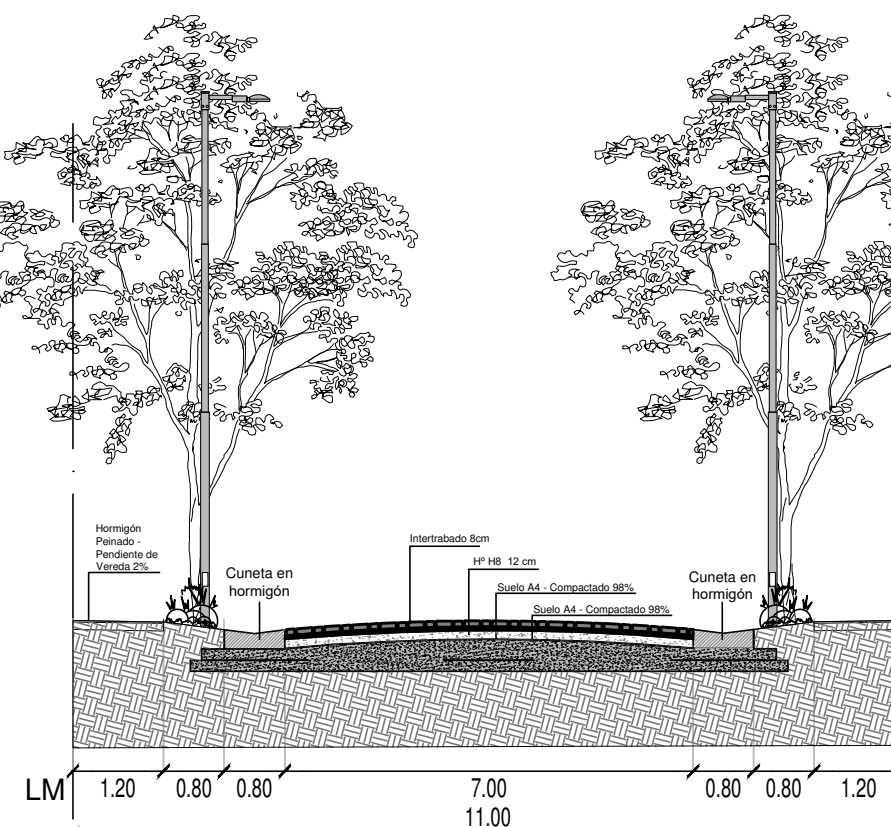 Hormigón
Peinado -
Pendiente de
Vereda 2%
Cuneta en
hormigón
Intertrabado 8cm
Hº H8 12 cm
Suelo A4 - Compactado 98%
Suelo A4 - Compactado 98%
Cuneta en
hormigón
LM 1.20 0.80 0.80 7.00 0.80 0.80 1.20
11.00